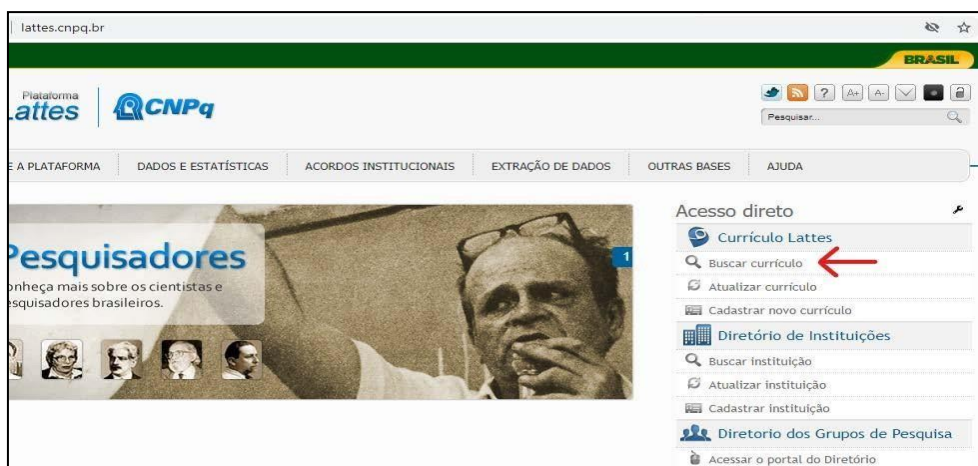 lattes.cnpq.br
BRASIL
Plataforma
Lattes
CNPq
Pesquisar...
E A PLATAFORMA DADOS E ESTATÍSTICAS ACORDOS INSTITUCIONAIS EXTRAÇÃO DE DADOS OUTRAS BASES AJUDA
Pesquisadores
onheça mais sobre os cientistas e
esquisadores brasileiros.
1
Acesso direto
Currículo Lattes
Buscar currículo
Atualizar currículo
Cadastrar novo currículo
Diretório de Instituições
Buscar instituição
Atualizar instituição
Cadastrar instituição
Diretorio dos Grupos de Pesquisa
Acessar o portal do Diretório